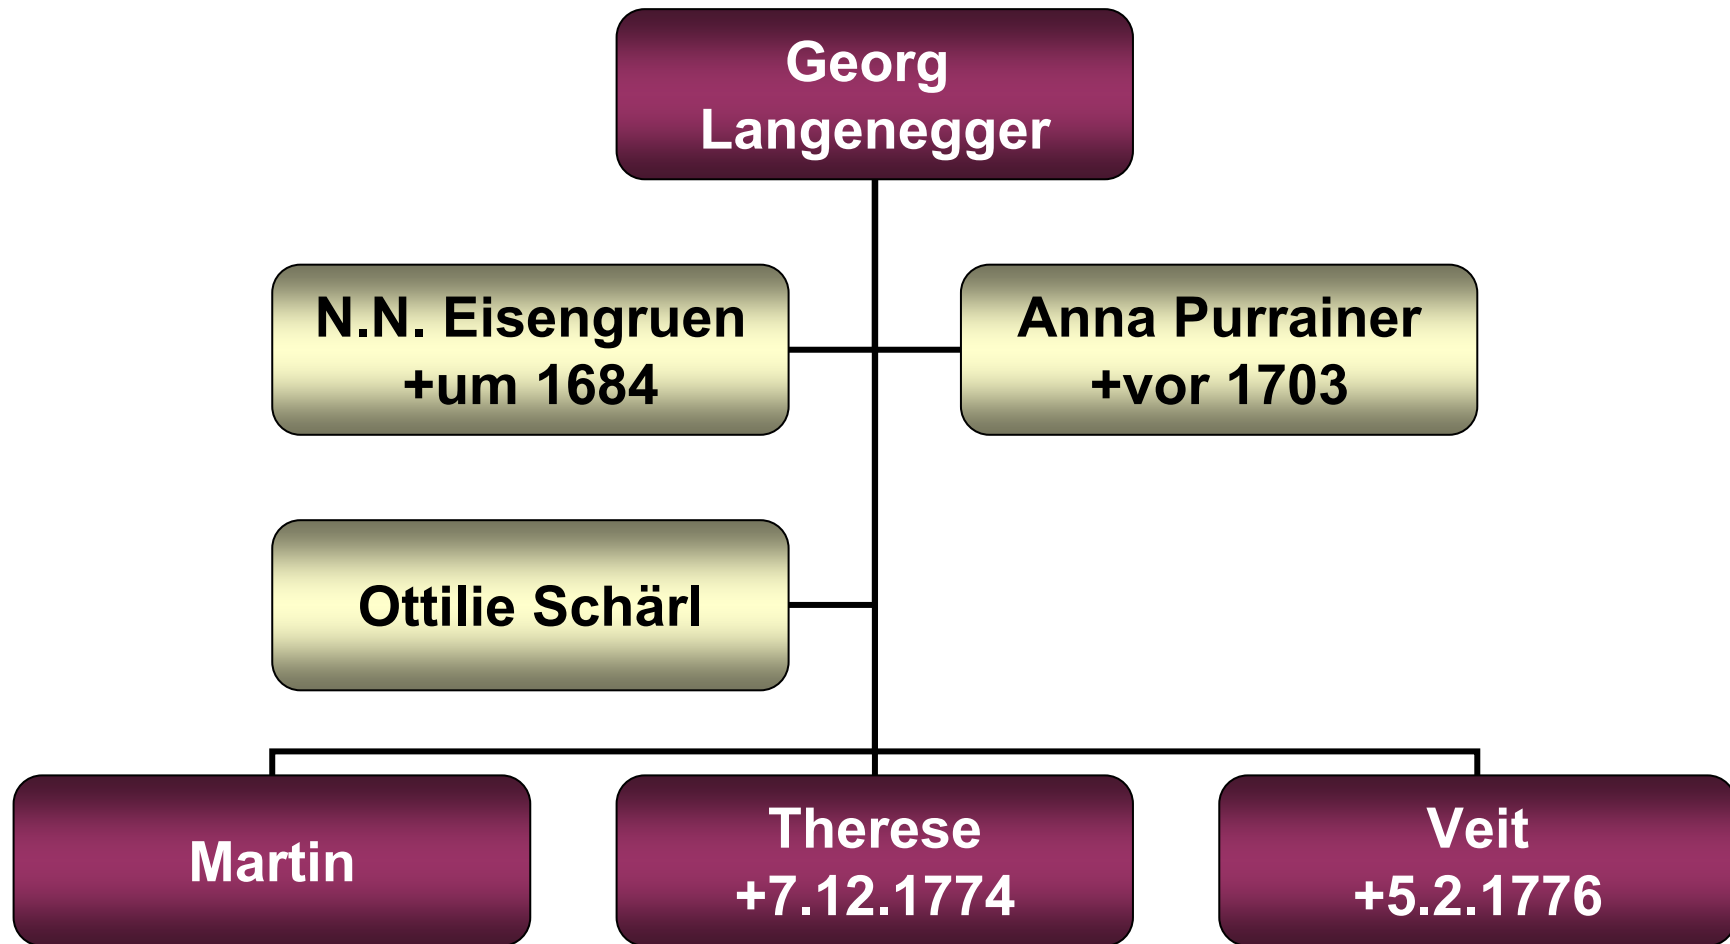 Georg
Langenegger
N.N. Eisengruen
+um 1684
Anna Purrainer
+vor 1703
Ottilie Schärl
Martin
Therese
+7.12.1774
Veit
+5.2.1776